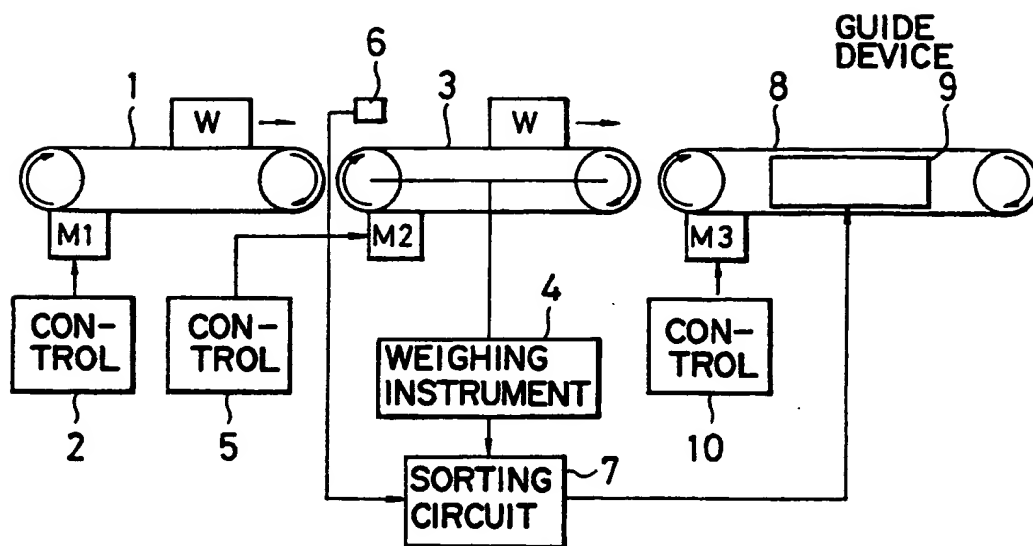 GUIDE
DEVICE
6
1
3
8
9
W
W
M1
M2
M3
4
CON-
TROL
CON-
TROL
WEIGHING
INSTRUMENT
CON-
TROL
2
5
10
7
SORTING
CIRCUIT